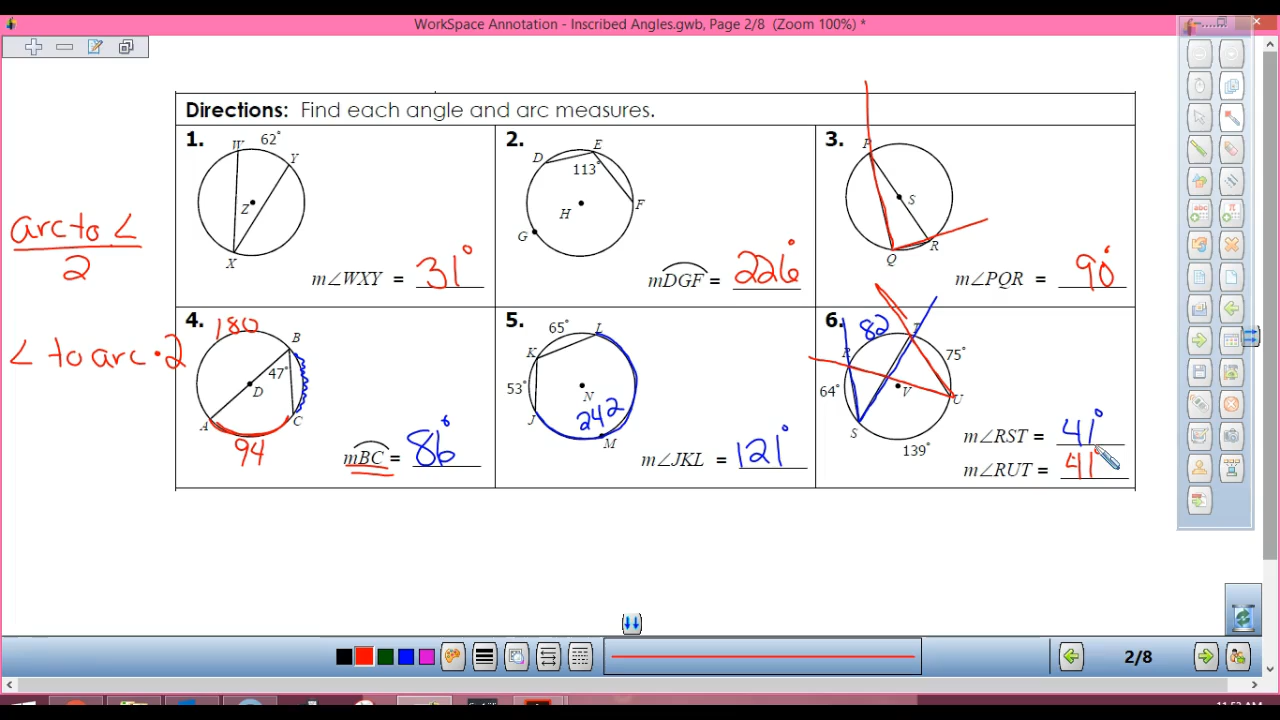 WorkSpace Annotation - Inscribed Angles.gwb, Page 2/8 (Zoom 100%) *
Directions: Find each angle and arc measures.
1.
W
62°
Y
Z
X
m∠WXY = 31°
2.
D
E
113°
H
F
G
mDGF = 226°
3.
P
S
R
Q
m∠PQR = 90°
arc to ∠
2
∠ to arc · 2
4.
180
B
47°
D
A
C
94
mBC = 86°
5.
65°
L
K
53°
N
J
242
M
m∠JKL = 121°
6.
82
T
R
75°
64°
V
U
S
139°
m∠RST = 41°
m∠RUT = 41°
2/8